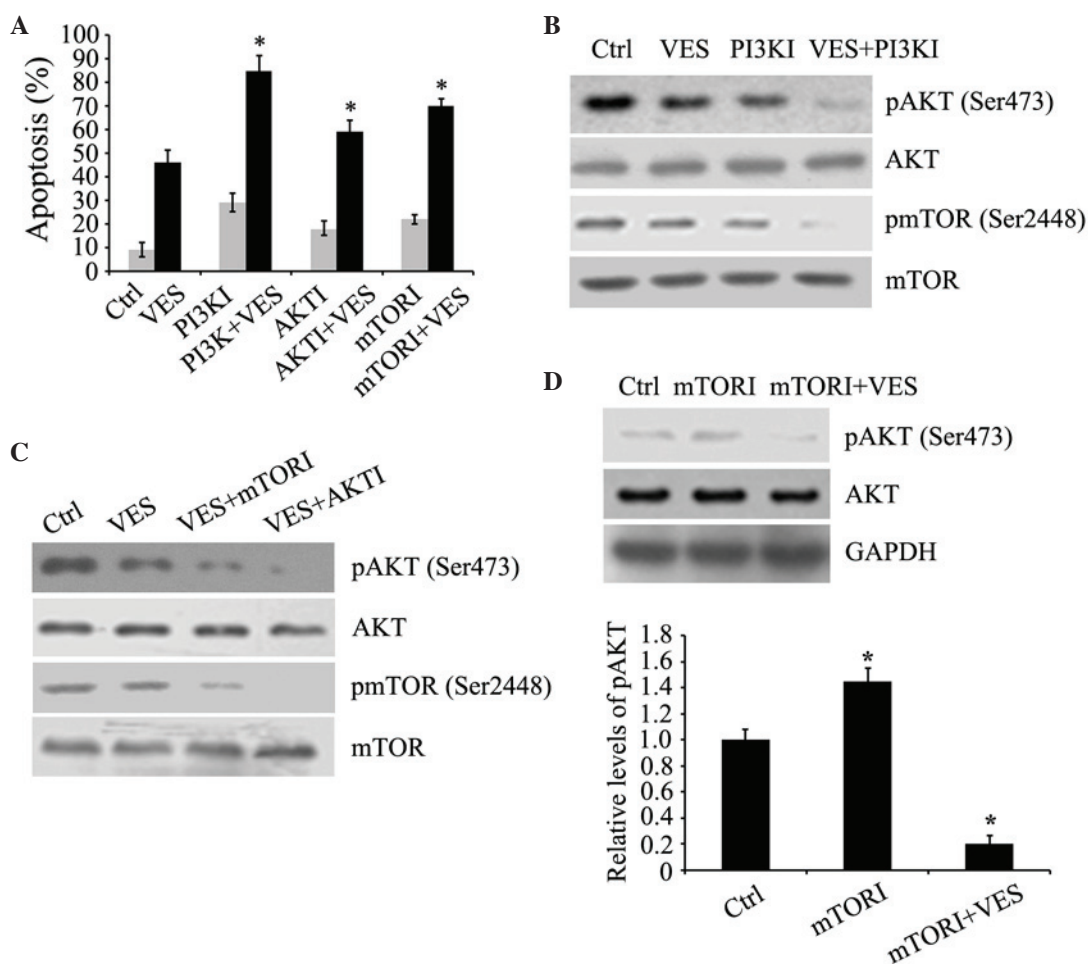 A
Apoptosis (%)
100
90
80
70
60
50
40
30
20
10
0
* * *
Ctrl
VES
PI3KI
PI3K+VES
AKTI
AKTI+VES
mTORI
mTORI+VES
B
Ctrl VES PI3KI VES+PI3KI
pAKT (Ser473)
AKT
pmTOR (Ser2448)
mTOR
C
Ctrl VES VES+mTORI VES+AKTI
pAKT (Ser473)
AKT
pmTOR (Ser2448)
mTOR
D
Ctrl mTORI mTORI+VES
pAKT (Ser473)
AKT
GAPDH
Relative levels of pAKT
1.8
1.6
1.4
1.2
1.0
0.8
0.6
0.4
0.2
0
*
*
Ctrl
mTORI
mTORI+VES